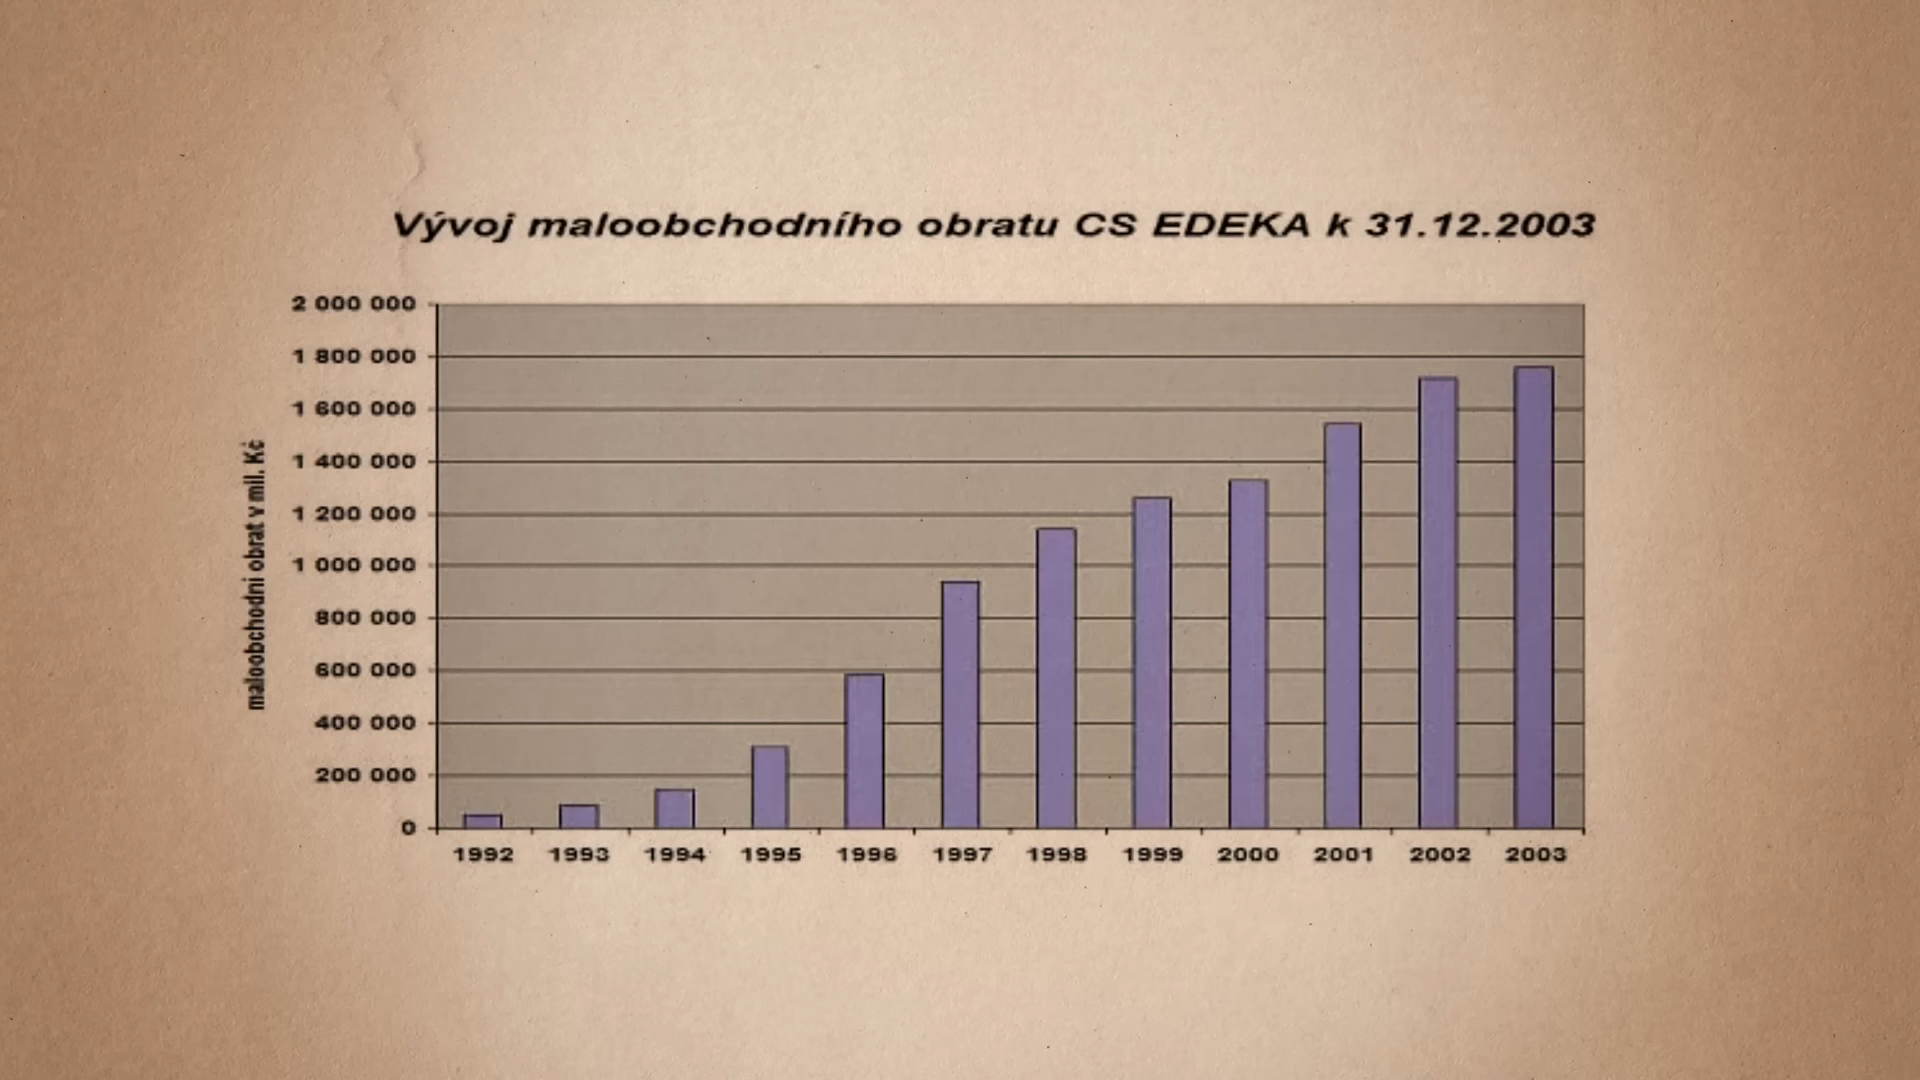 Vývoj maloobchodního obratu CS EDEKA k 31.12.2003
maloobchodní obrat v mil. Kč
2 000 000
1 800 000
1 600 000
1 400 000
1 200 000
1 000 000
800 000
600 000
400 000
200 000
0
1992 1993 1994 1995 1996 1997 1998 1999 2000 2001 2002 2003